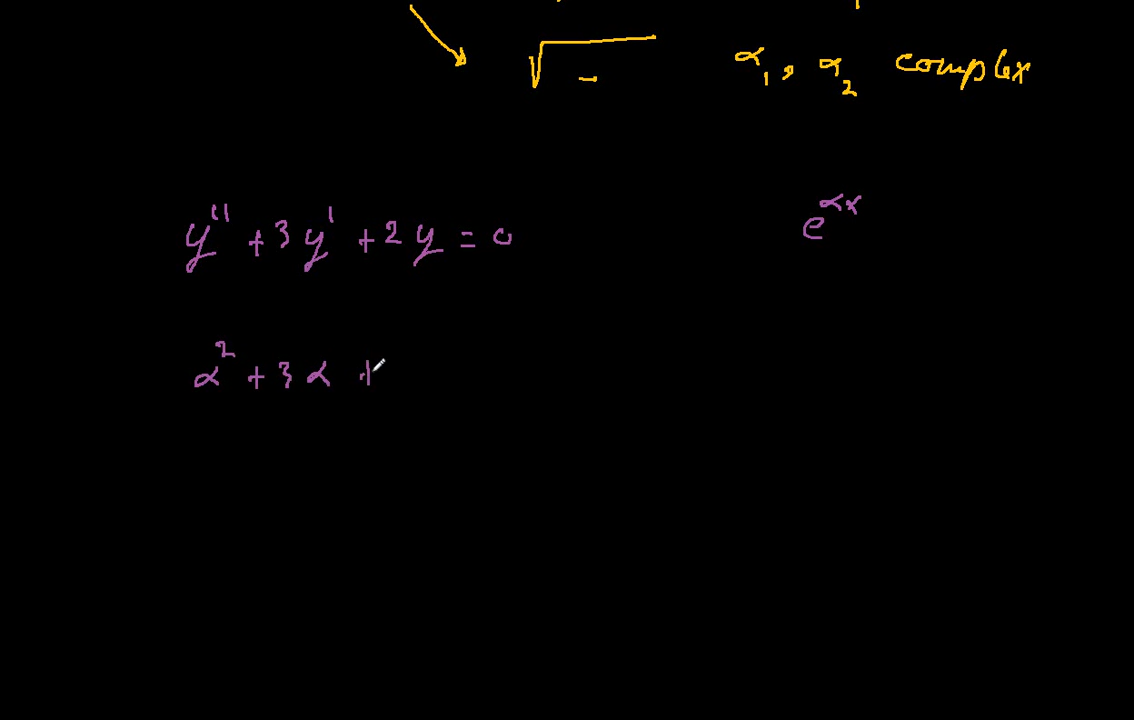 √- α₁, α₂ complex
y'' + 3y' + 2y = 0
e^{αx}
α² + 3α +